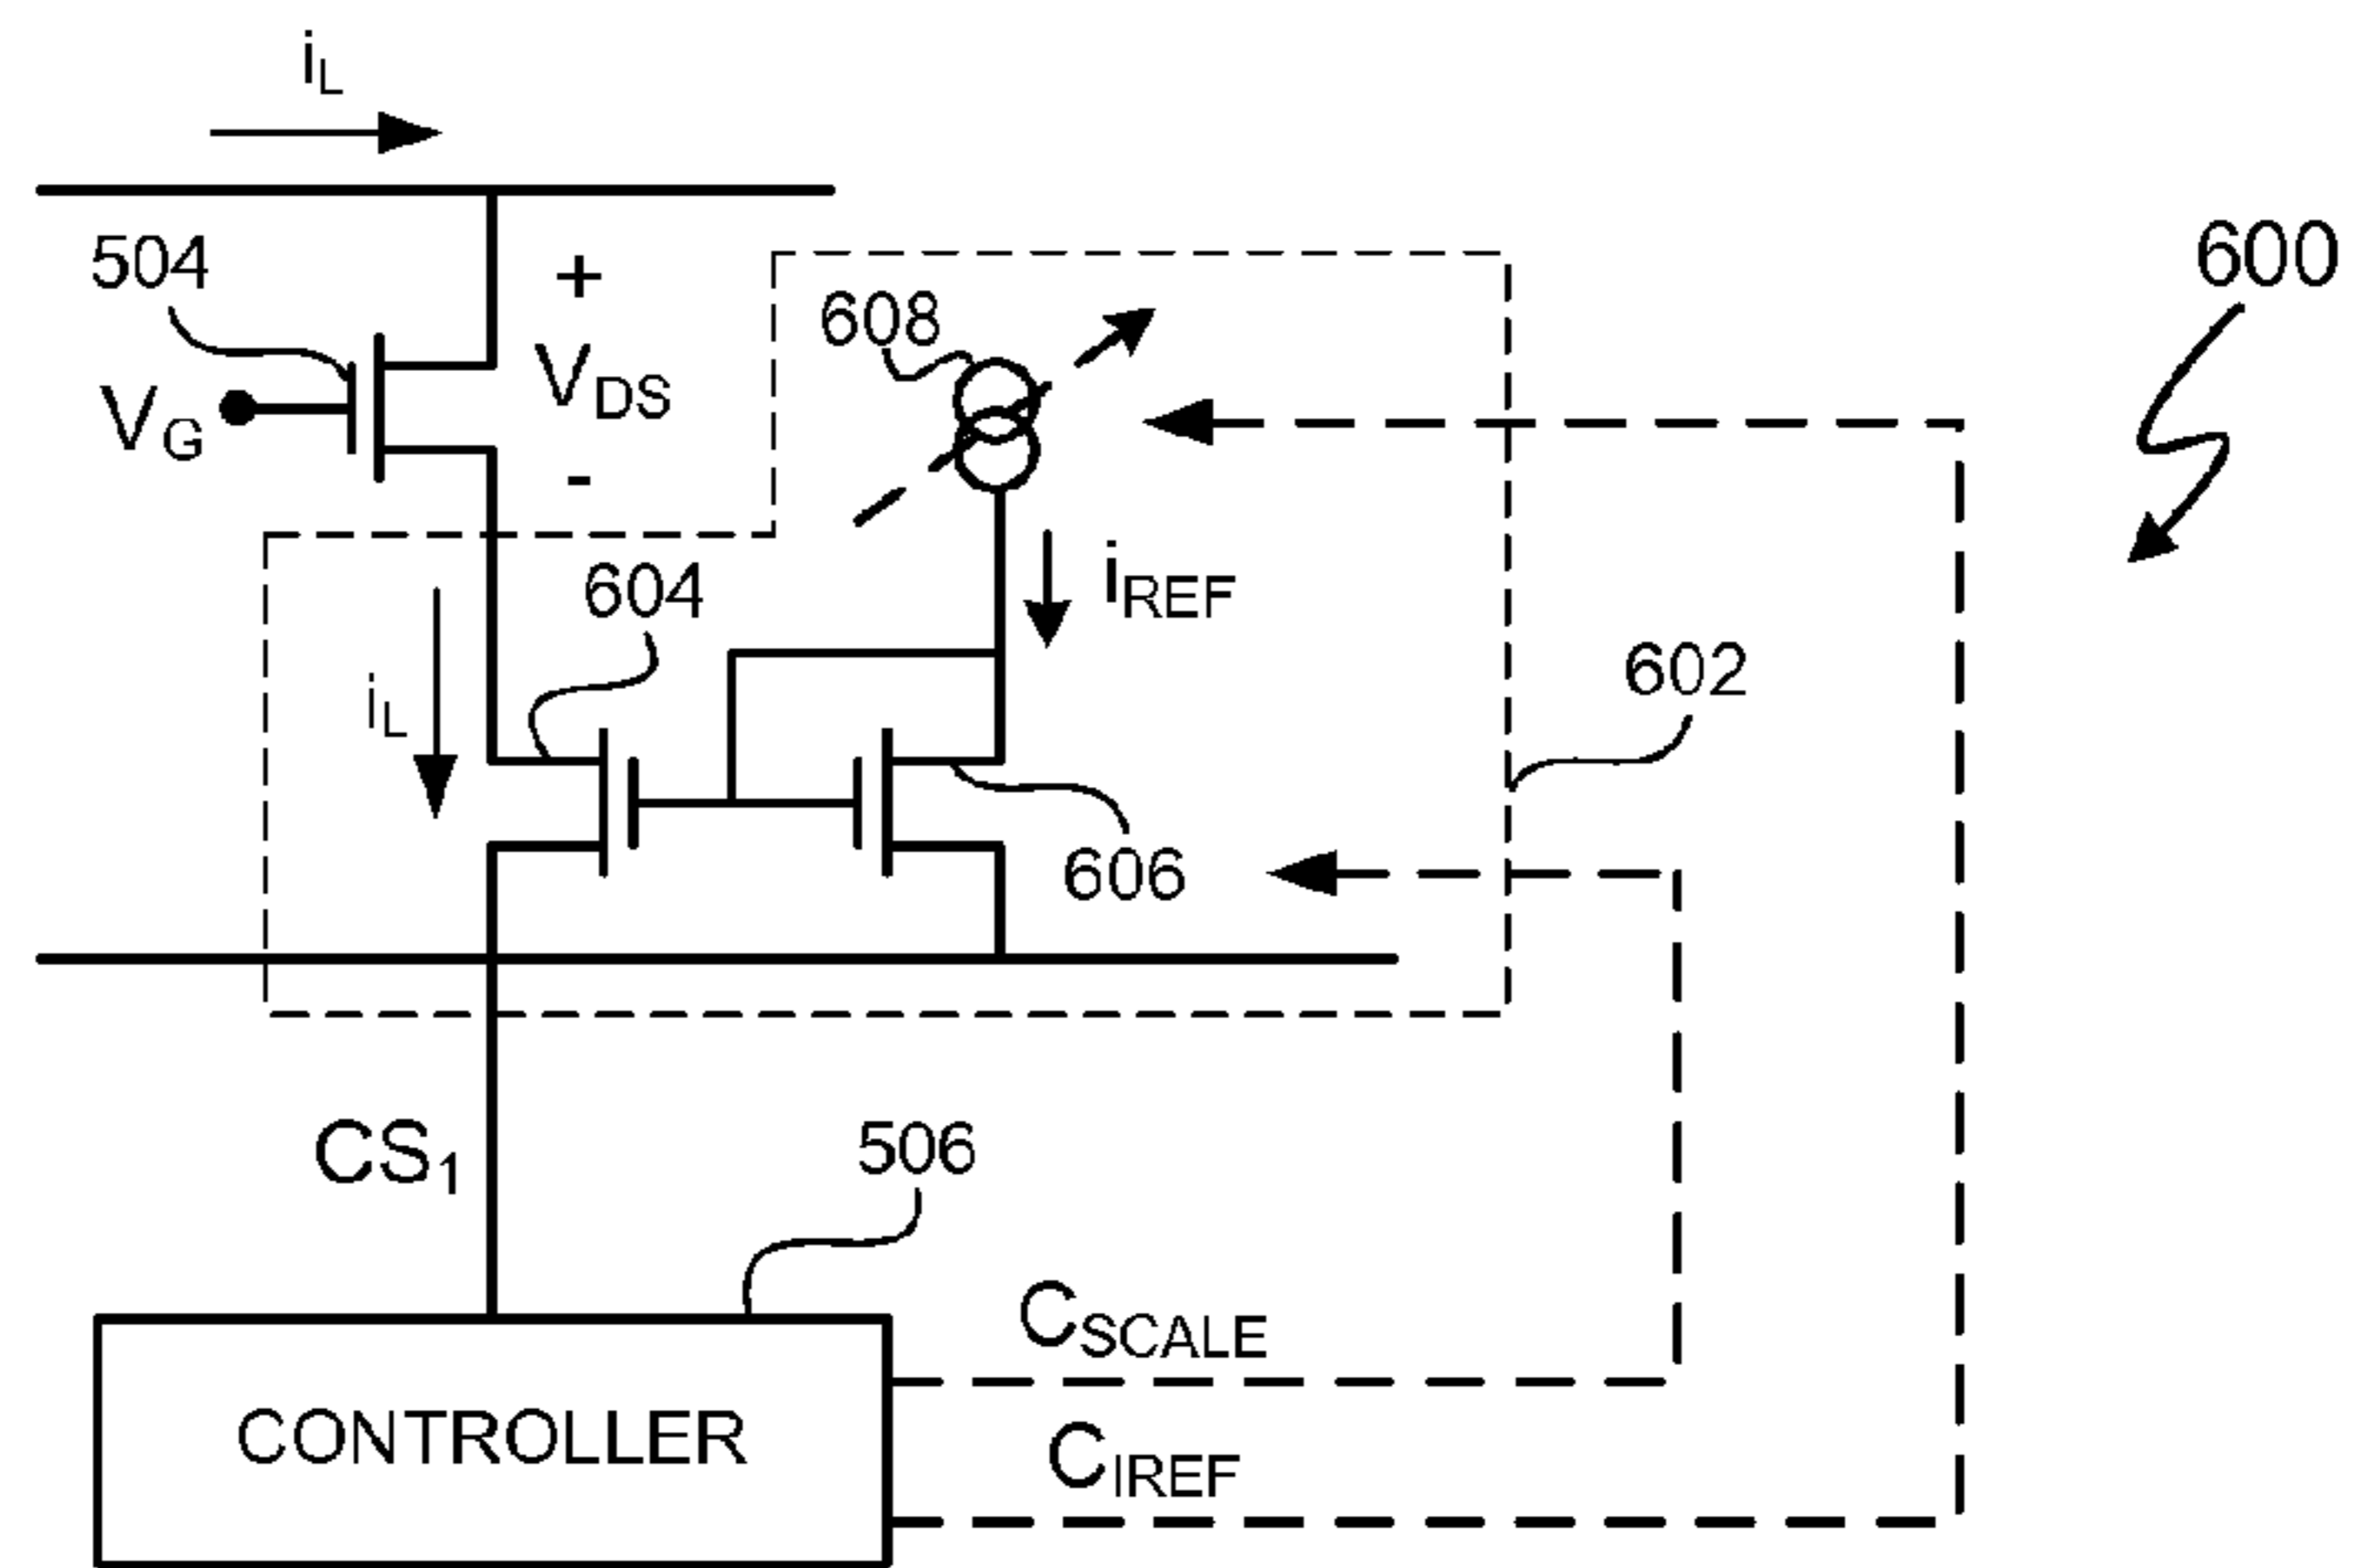 iL
504
+
608
600
VDS
VG
-
604
iREF
iL
602
606
CS1
506
CSCALE
CONTROLLER
CIREF